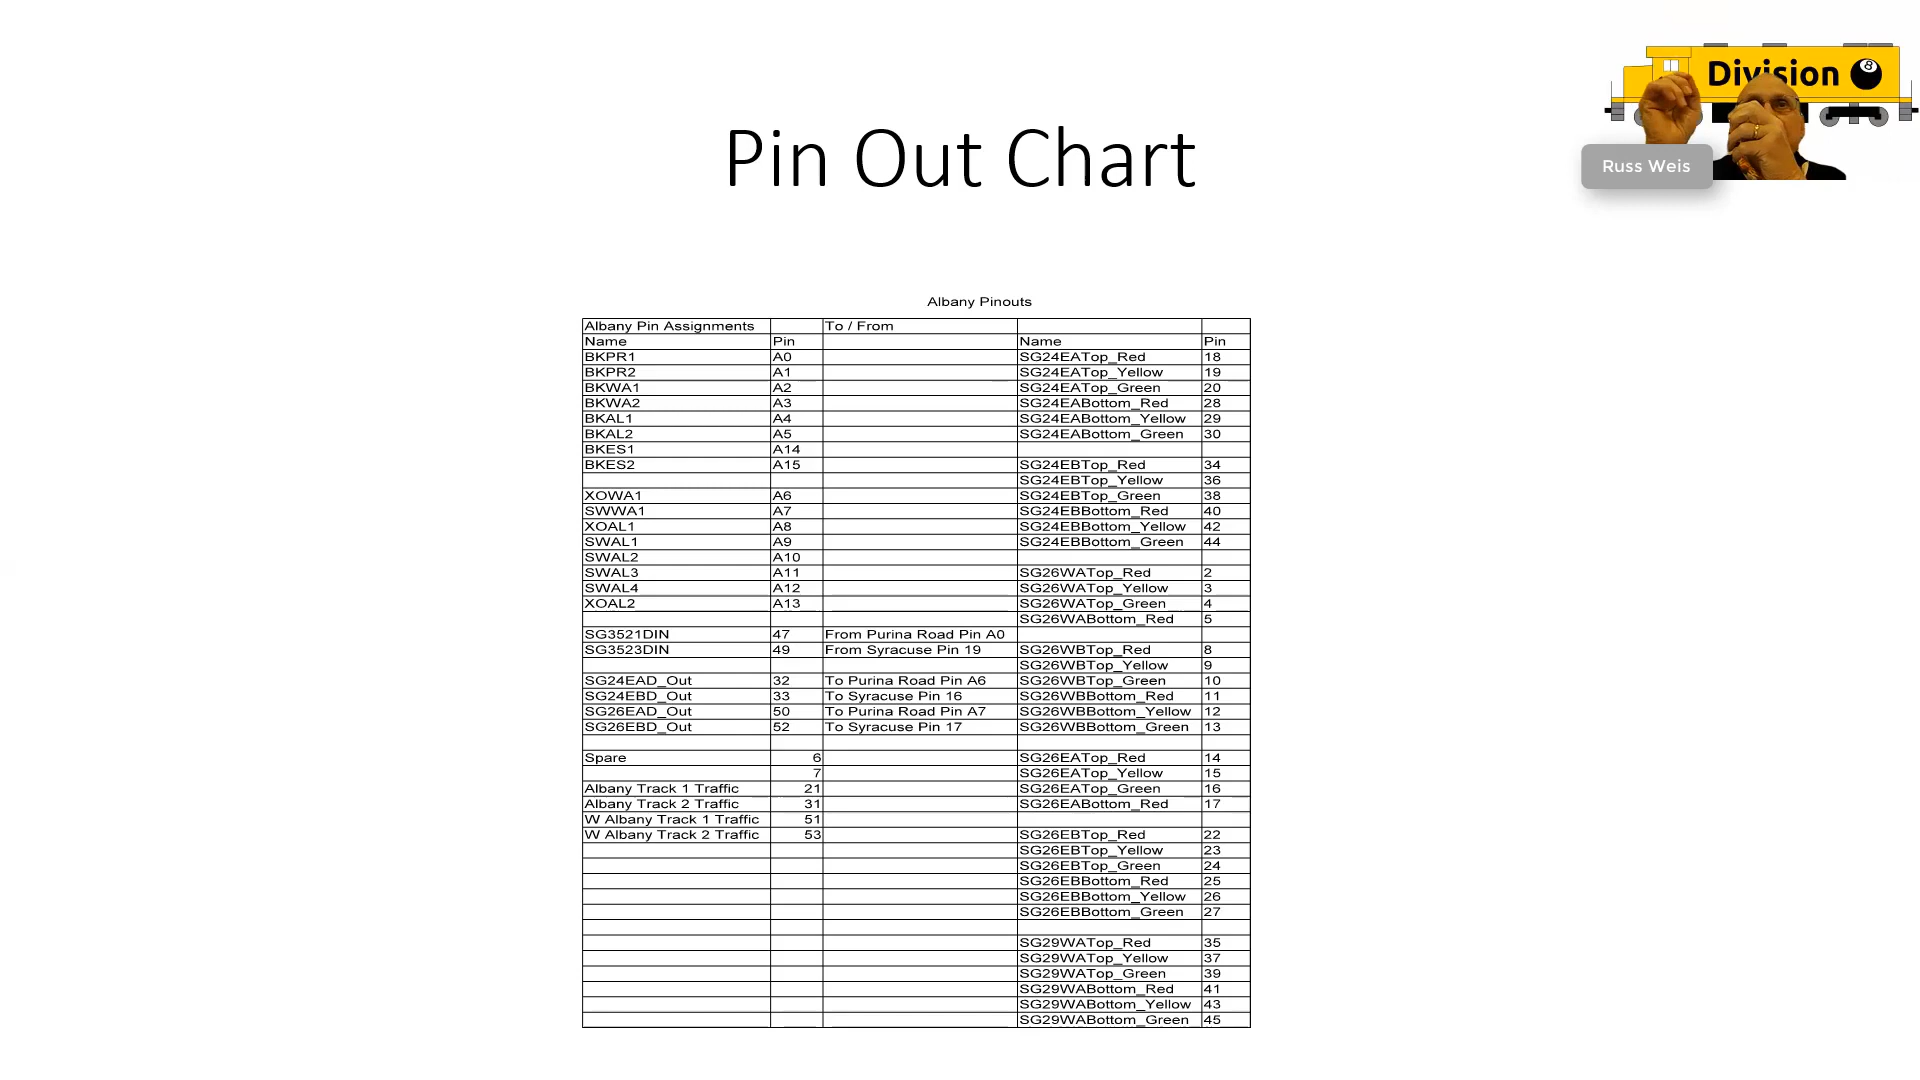 Division 8
Russ Weis
Pin Out Chart
Albany Pinouts
Albany Pin Assignments To / From
Name Pin Name Pin
BKPR1 A0 SG24EATop_Red 18
BKPR2 A1 SG24EATop_Yellow 19
BKWA1 A2 SG24EATop_Green 20
BKWA2 A3 SG24EABottom_Red 28
BKAL1 A4 SG24EABottom_Yellow 29
BKAL2 A5 SG24EABottom_Green 30
BKES1 A14
BKES2 A15 SG24EBTop_Red 34
SG24EBTop_Yellow 36
XOWA1 A6 SG24EBTop_Green 38
SWWA1 A7 SG24EBBottom_Red 40
XOAL1 A8 SG24EBBottom_Yellow 42
SWAL1 A9 SG24EBBottom_Green 44
SWAL2 A10
SWAL3 A11 SG26WATop_Red 2
SWAL4 A12 SG26WATop_Yellow 3
XOAL2 A13 SG26WATop_Green 4
SG26WABottom_Red 5
SG3521DIN 47 From Purina Road Pin A0
SG3523DIN 49 From Syracuse Pin 19 SG26WBTop_Red 8
SG26WBTop_Yellow 9
SG24EAD_Out 32 To Purina Road Pin A6 SG26WBTop_Green 10
SG24EBD_Out 33 To Syracuse Pin 16 SG26WBBottom_Red 11
SG26EAD_Out 50 To Purina Road Pin A7 SG26WBBottom_Yellow 12
SG26EBD_Out 52 To Syracuse Pin 17 SG26WBBottom_Green 13
Spare 6 SG26EATop_Red 14
7 SG26EATop_Yellow 15
Albany Track 1 Traffic 21 SG26EATop_Green 16
Albany Track 2 Traffic 31 SG26EABottom_Red 17
W Albany Track 1 Traffic 51
W Albany Track 2 Traffic 53 SG26EBTop_Red 22
SG26EBTop_Yellow 23
SG26EBTop_Green 24
SG26EBBottom_Red 25
SG26EBBottom_Yellow 26
SG26EBBottom_Green 27
SG29WATop_Red 35
SG29WATop_Yellow 37
SG29WATop_Green 39
SG29WABottom_Red 41
SG29WABottom_Yellow 43
SG29WABottom_Green 45